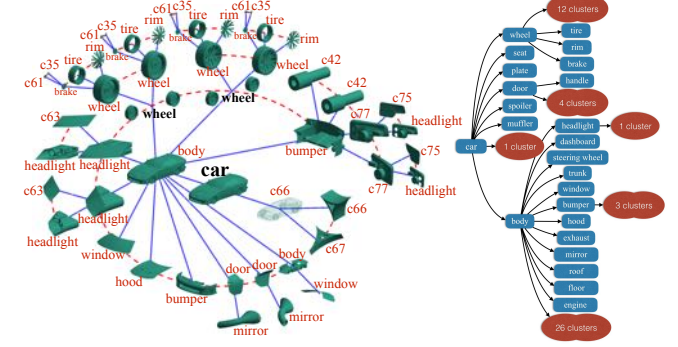 c61 c35
rim
tire
brake
c61 c35
rim
tire
brake
rim
c35
tire
rim
c61
brake
wheel
wheel
wheel
wheel
wheel
wheel
c42
c42
c63
c77
c75
headlight
headlight
headlight
body
bumper
c75
c77
headlight
car
c63
headlight
headlight
c66
c66
c67
window
hood
bumper
door
door
body
window
mirror
mirror
12 clusters
wheel
tire
rim
brake
seat
plate
door
handle
4 clusters
spoiler
muffler
car
1 cluster
headlight
1 cluster
dashboard
steering wheel
trunk
window
bumper
3 clusters
body
hood
exhaust
mirror
roof
floor
engine
26 clusters